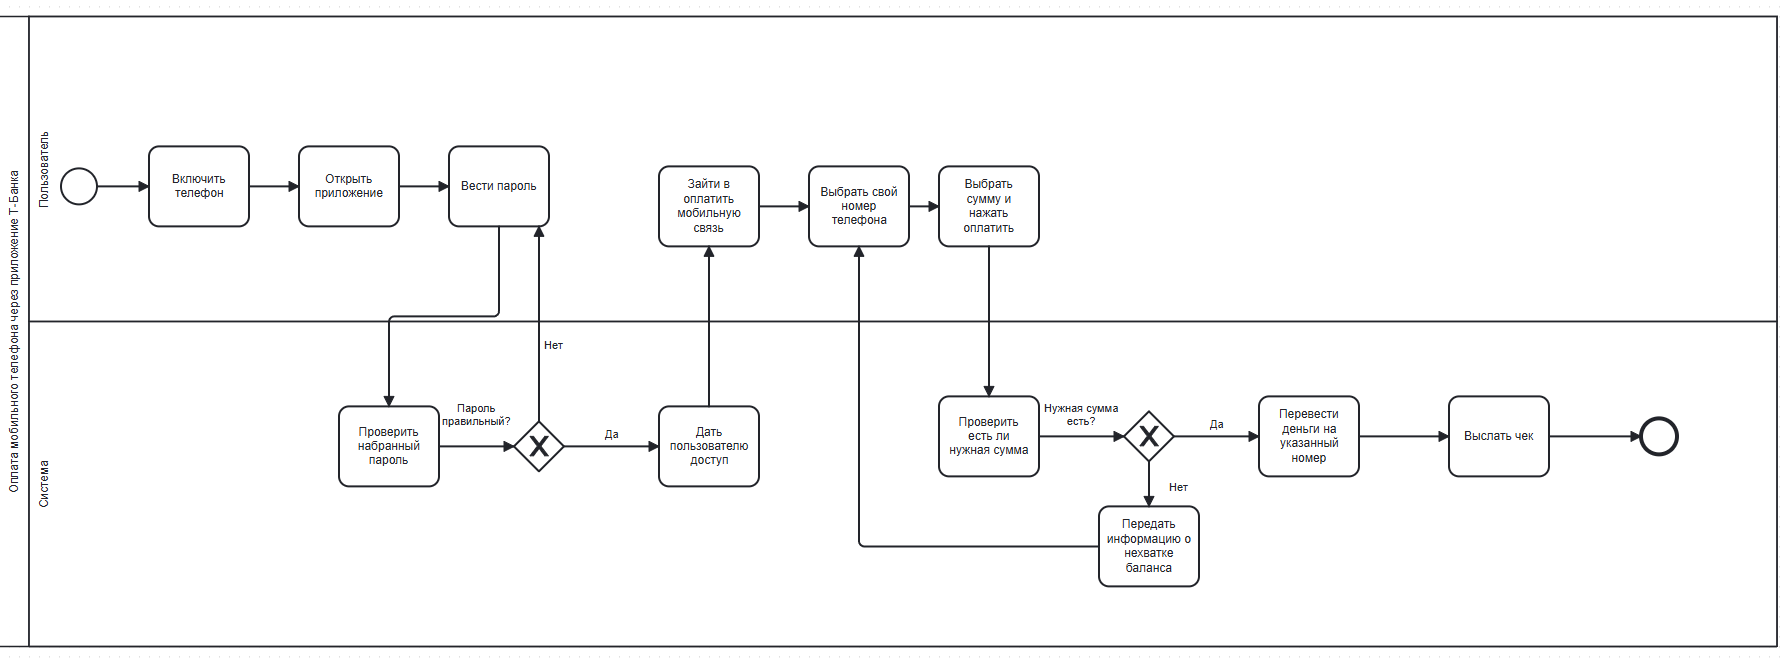 Оплата мобильного телефона через приложение Т-Банка
Пользователь
Включить
телефон
Открыть
приложение
Вести пароль
Зайти в
оплатить
мобильную
связь
Выбрать свой
номер
телефона
Выбрать
сумму и
нажать
оплатить
Система
Проверить
набранный
пароль
Пароль
правильный?
Нет
Да
Дать
пользователю
доступ
Проверить
есть ли
нужная сумма
Нужная сумма
есть?
Да
Нет
Передать
информацию о
нехватке
баланса
Перевести
деньги на
указанный
номер
Выслать чек